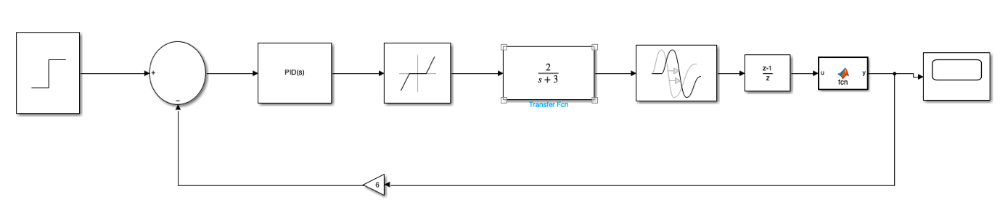 +
−
PID(s)
2
s + 3
Transfer Fcn
z-1
z
u
fcn
y
6